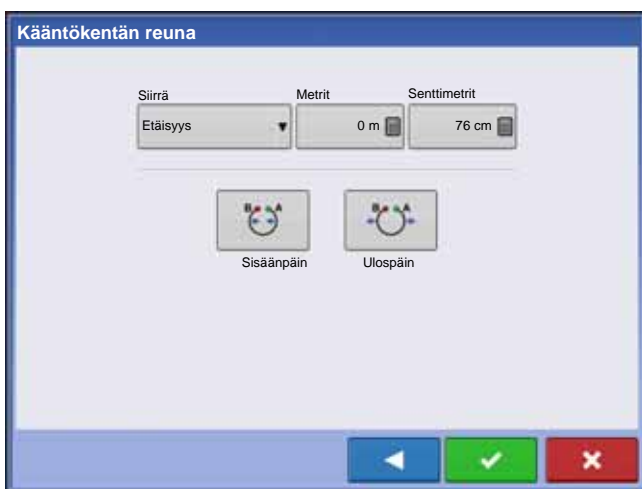 Kääntökentän reuna
Siirrä Metrit Senttimetrit
Etäisyys 0 m 76 cm
B A B A
Sisäänpäin Ulospäin